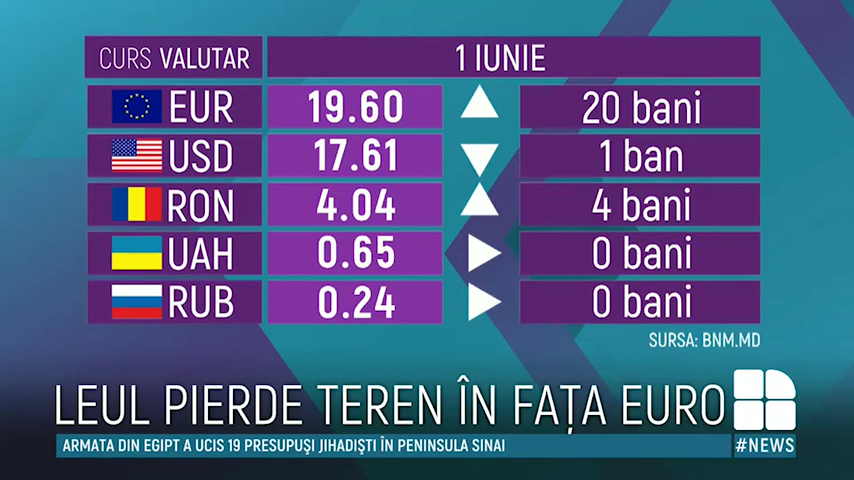 CURS VALUTAR 1 IUNIE
EUR 19.60 20 bani
USD 17.61 1 ban
RON 4.04 4 bani
UAH 0.65 0 bani
RUB 0.24 0 bani
SURSA: BNM.MD
LEUL PIERDE TEREN ÎN FAȚA EURO
ARMATA DIN EGIPT A UCIS 19 PRESUPUŞI JIHADIŞTI ÎN PENINSULA SINAI #NEWS